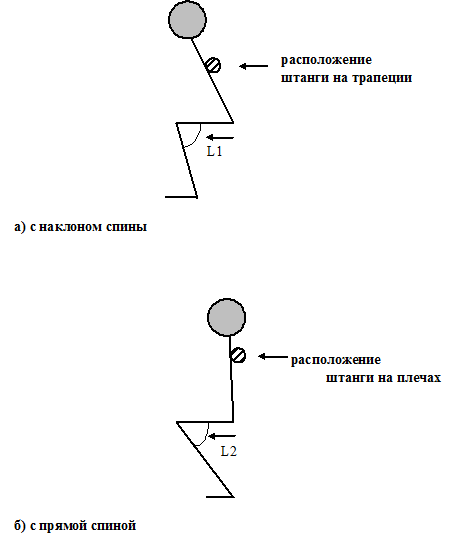 расположение
штанги на трапеции
L1
а) с наклоном спины
расположение
штанги на плечах
L2
б) с прямой спиной